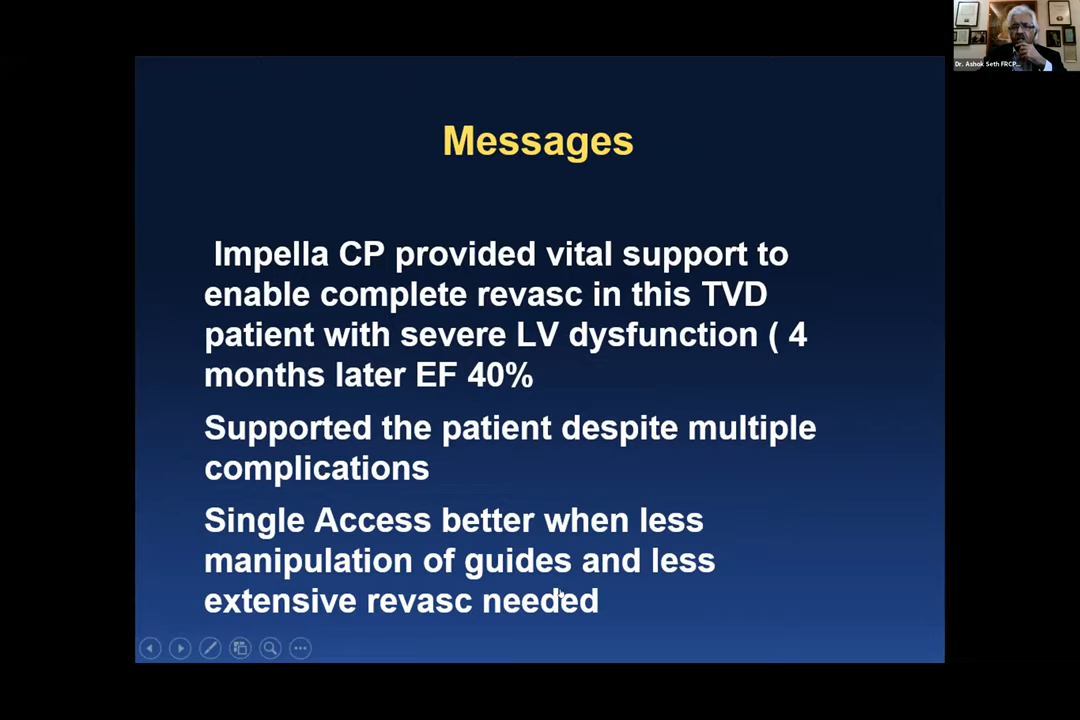 Dr. Ashok Seth FRCP...
Messages
Impella CP provided vital support to
enable complete revasc in this TVD
patient with severe LV dysfunction ( 4
months later EF 40%
Supported the patient despite multiple
complications
Single Access better when less
manipulation of guides and less
extensive revasc needed